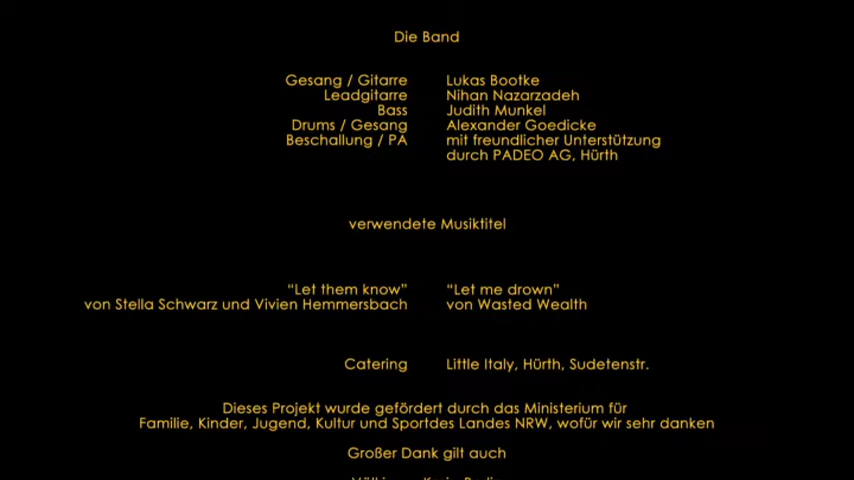 Die Band
Gesang / Gitarre Lukas Bootke
Leadgitarre Nihan Nazarzadeh
Bass Judith Munkel
Drums / Gesang Alexander Goedicke
Beschallung / PA mit freundlicher Unterstützung
durch PADEO AG, Hürth
verwendete Musiktitel
“Let them know” “Let me drown”
von Stella Schwarz und Vivien Hemmersbach von Wasted Wealth
Catering Little Italy, Hürth, Sudetenstr.
Dieses Projekt wurde gefördert durch das Ministerium für
Familie, Kinder, Jugend, Kultur und Sportdes Landes NRW, wofür wir sehr danken
Großer Dank gilt auch